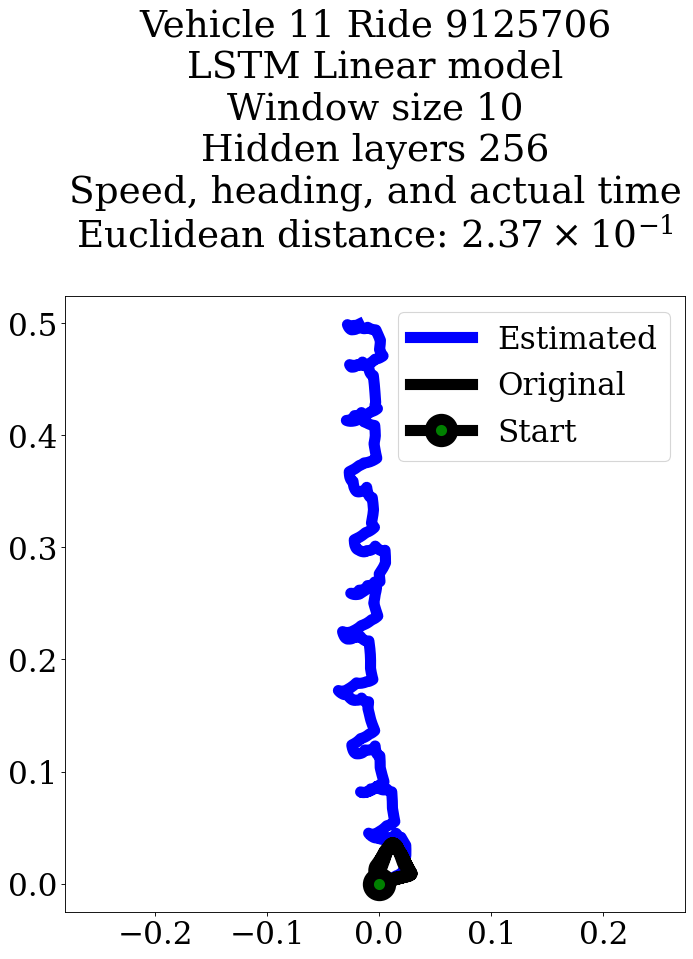 Vehicle 11 Ride 9125706
LSTM Linear model
Window size 10
Hidden layers 256
Speed, heading, and actual time
Euclidean distance: 2.37 × 10⁻¹
Estimated
Original
Start
0.5
0.4
0.3
0.2
0.1
0.0
−0.2
−0.1
0.0
0.1
0.2